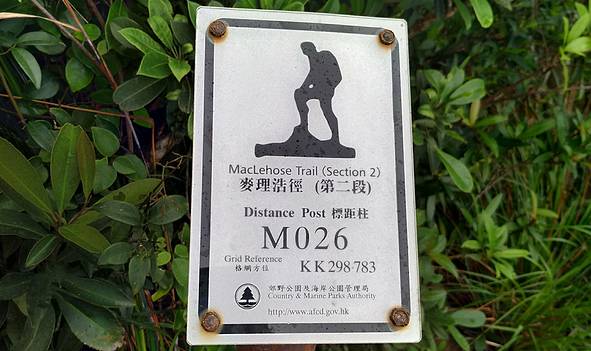 MacLehose Trail (Section 2)
麥理浩徑 (第二段)
Distance Post 標距柱
M026
Grid Reference
格網方位
KK298-783
郊野公園及海岸公園管理局
Country & Marine Parks Authority
http://www.afcd.gov.hk